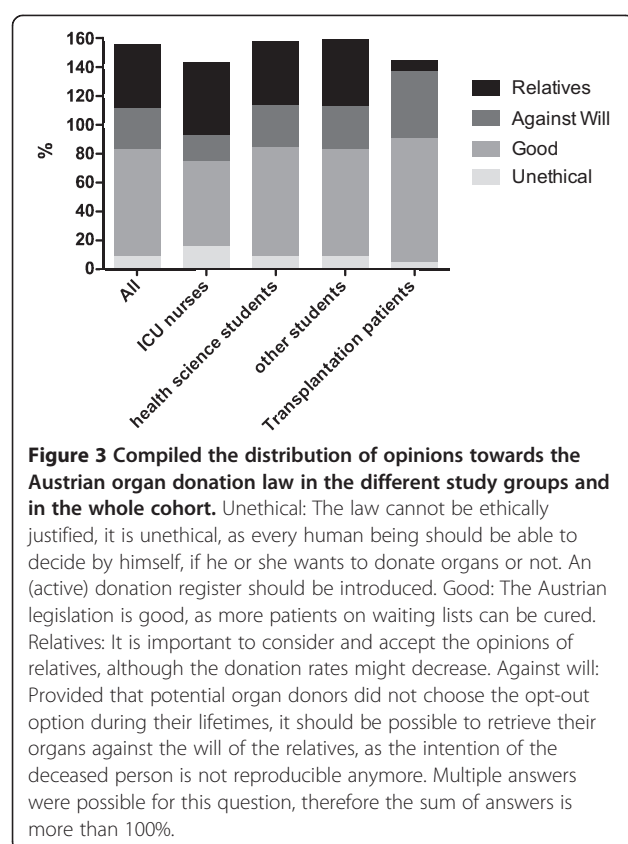 160
140
120
100
80
60
40
20
0
%
Relatives
Against Will
Good
Unethical
All
ICU nurses
health science students
other students
Transplantation patients
Figure 3 Compiled the distribution of opinions towards the
Austrian organ donation law in the different study groups and
in the whole cohort. Unethical: The law cannot be ethically
justified, it is unethical, as every human being should be able to
decide by himself, if he or she wants to donate organs or not. An
(active) donation register should be introduced. Good: The Austrian
legislation is good, as more patients on waiting lists can be cured.
Relatives: It is important to consider and accept the opinions of
relatives, although the donation rates might decrease. Against will:
Provided that potential organ donors did not choose the opt-out
option during their lifetimes, it should be possible to retrieve their
organs against the will of the relatives, as the intention of the
deceased person is not reproducible anymore. Multiple answers
were possible for this question, therefore the sum of answers is
more than 100%.